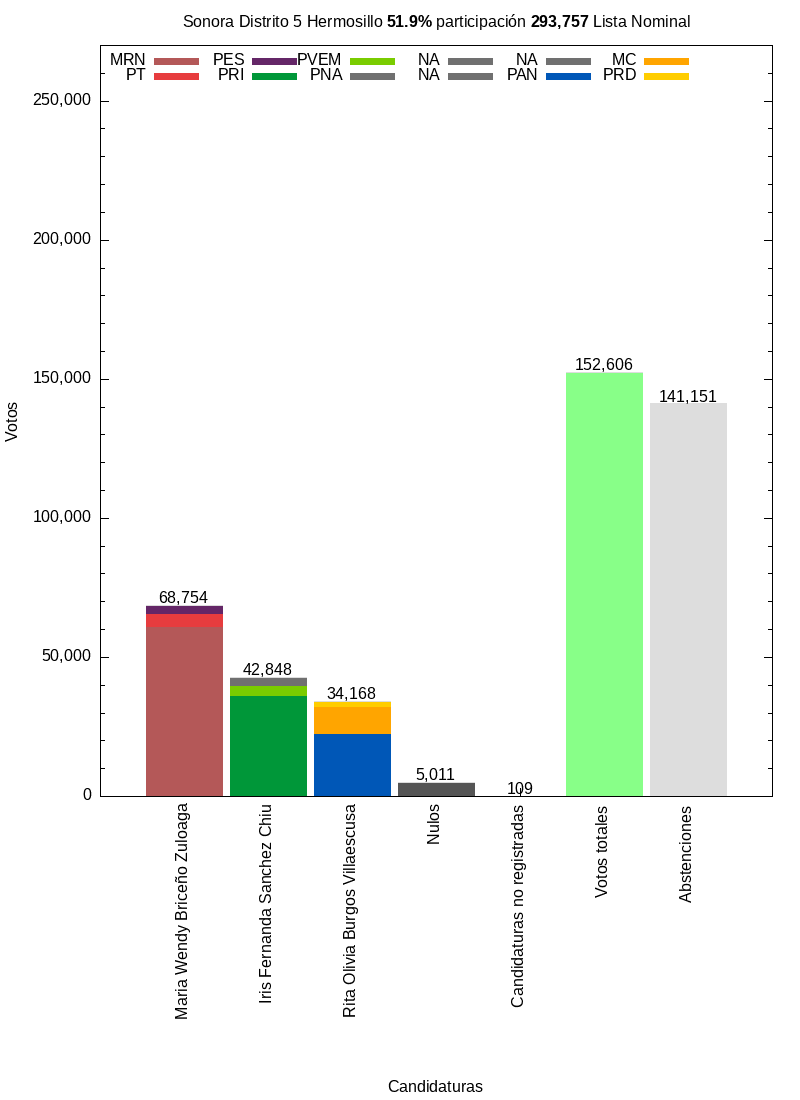 Sonora Distrito 5 Hermosillo 51.9% participación 293,757 Lista Nominal
MRN PES PVEM NA NA MC
PT PRI PNA NA PAN PRD
250,000
200,000
150,000
100,000
50,000
0
Votos
152,606
141,151
68,754
42,848
34,168
5,011
109
Maria Wendy Briceño Zuloaga
Iris Fernanda Sanchez Chiu
Rita Olivia Burgos Villaescusa
Nulos
Candidaturas no registradas
Votos totales
Abstenciones
Candidaturas